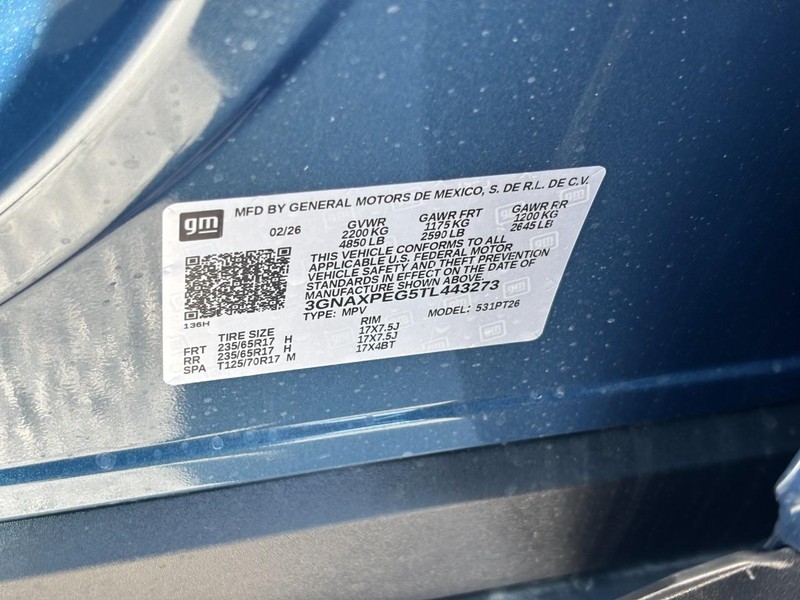 gm MFD BY GENERAL MOTORS DE MEXICO, S. DE R.L. DE C.V.
02/26 GVWR GAWR FRT GAWR RR
2200 KG 1175 KG 1200 KG
4850 LB 2590 LB 2645 LB
THIS VEHICLE CONFORMS TO ALL
APPLICABLE U.S. FEDERAL MOTOR
VEHICLE SAFETY AND THEFT PREVENTION
STANDARDS IN EFFECT ON THE DATE OF
MANUFACTURE SHOWN ABOVE.
3GNAXPEG5TL443273
TYPE: MPV MODEL: 531PT26
136H
TIRE SIZE RIM
FRT 235/65R17 H 17X7.5J
RR 235/65R17 H 17X7.5J
SPA T125/70R17 M 17X4BT